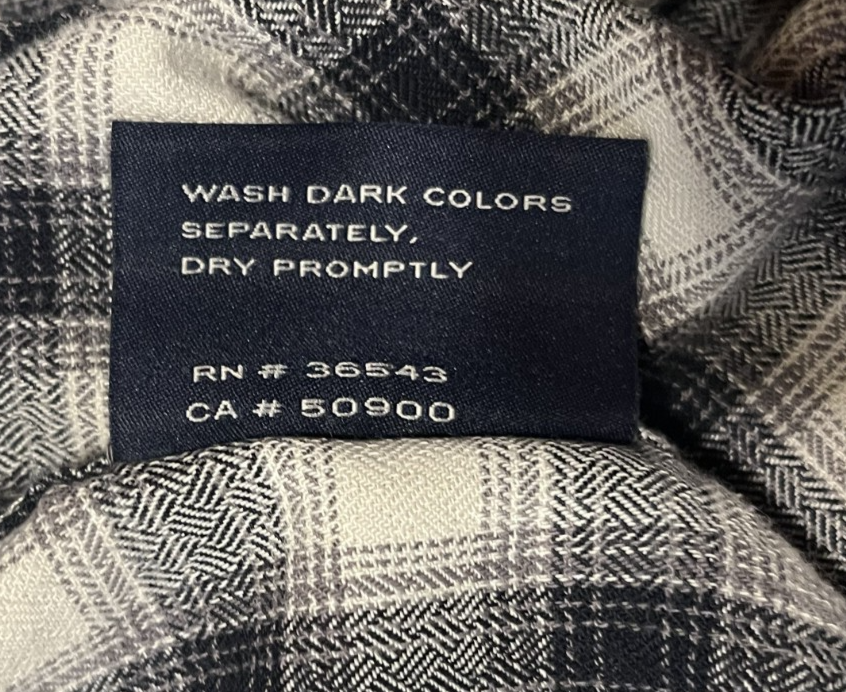 WASH DARK COLORS
SEPARATELY,
DRY PROMPTLY
RN # 36543
CA # 50900